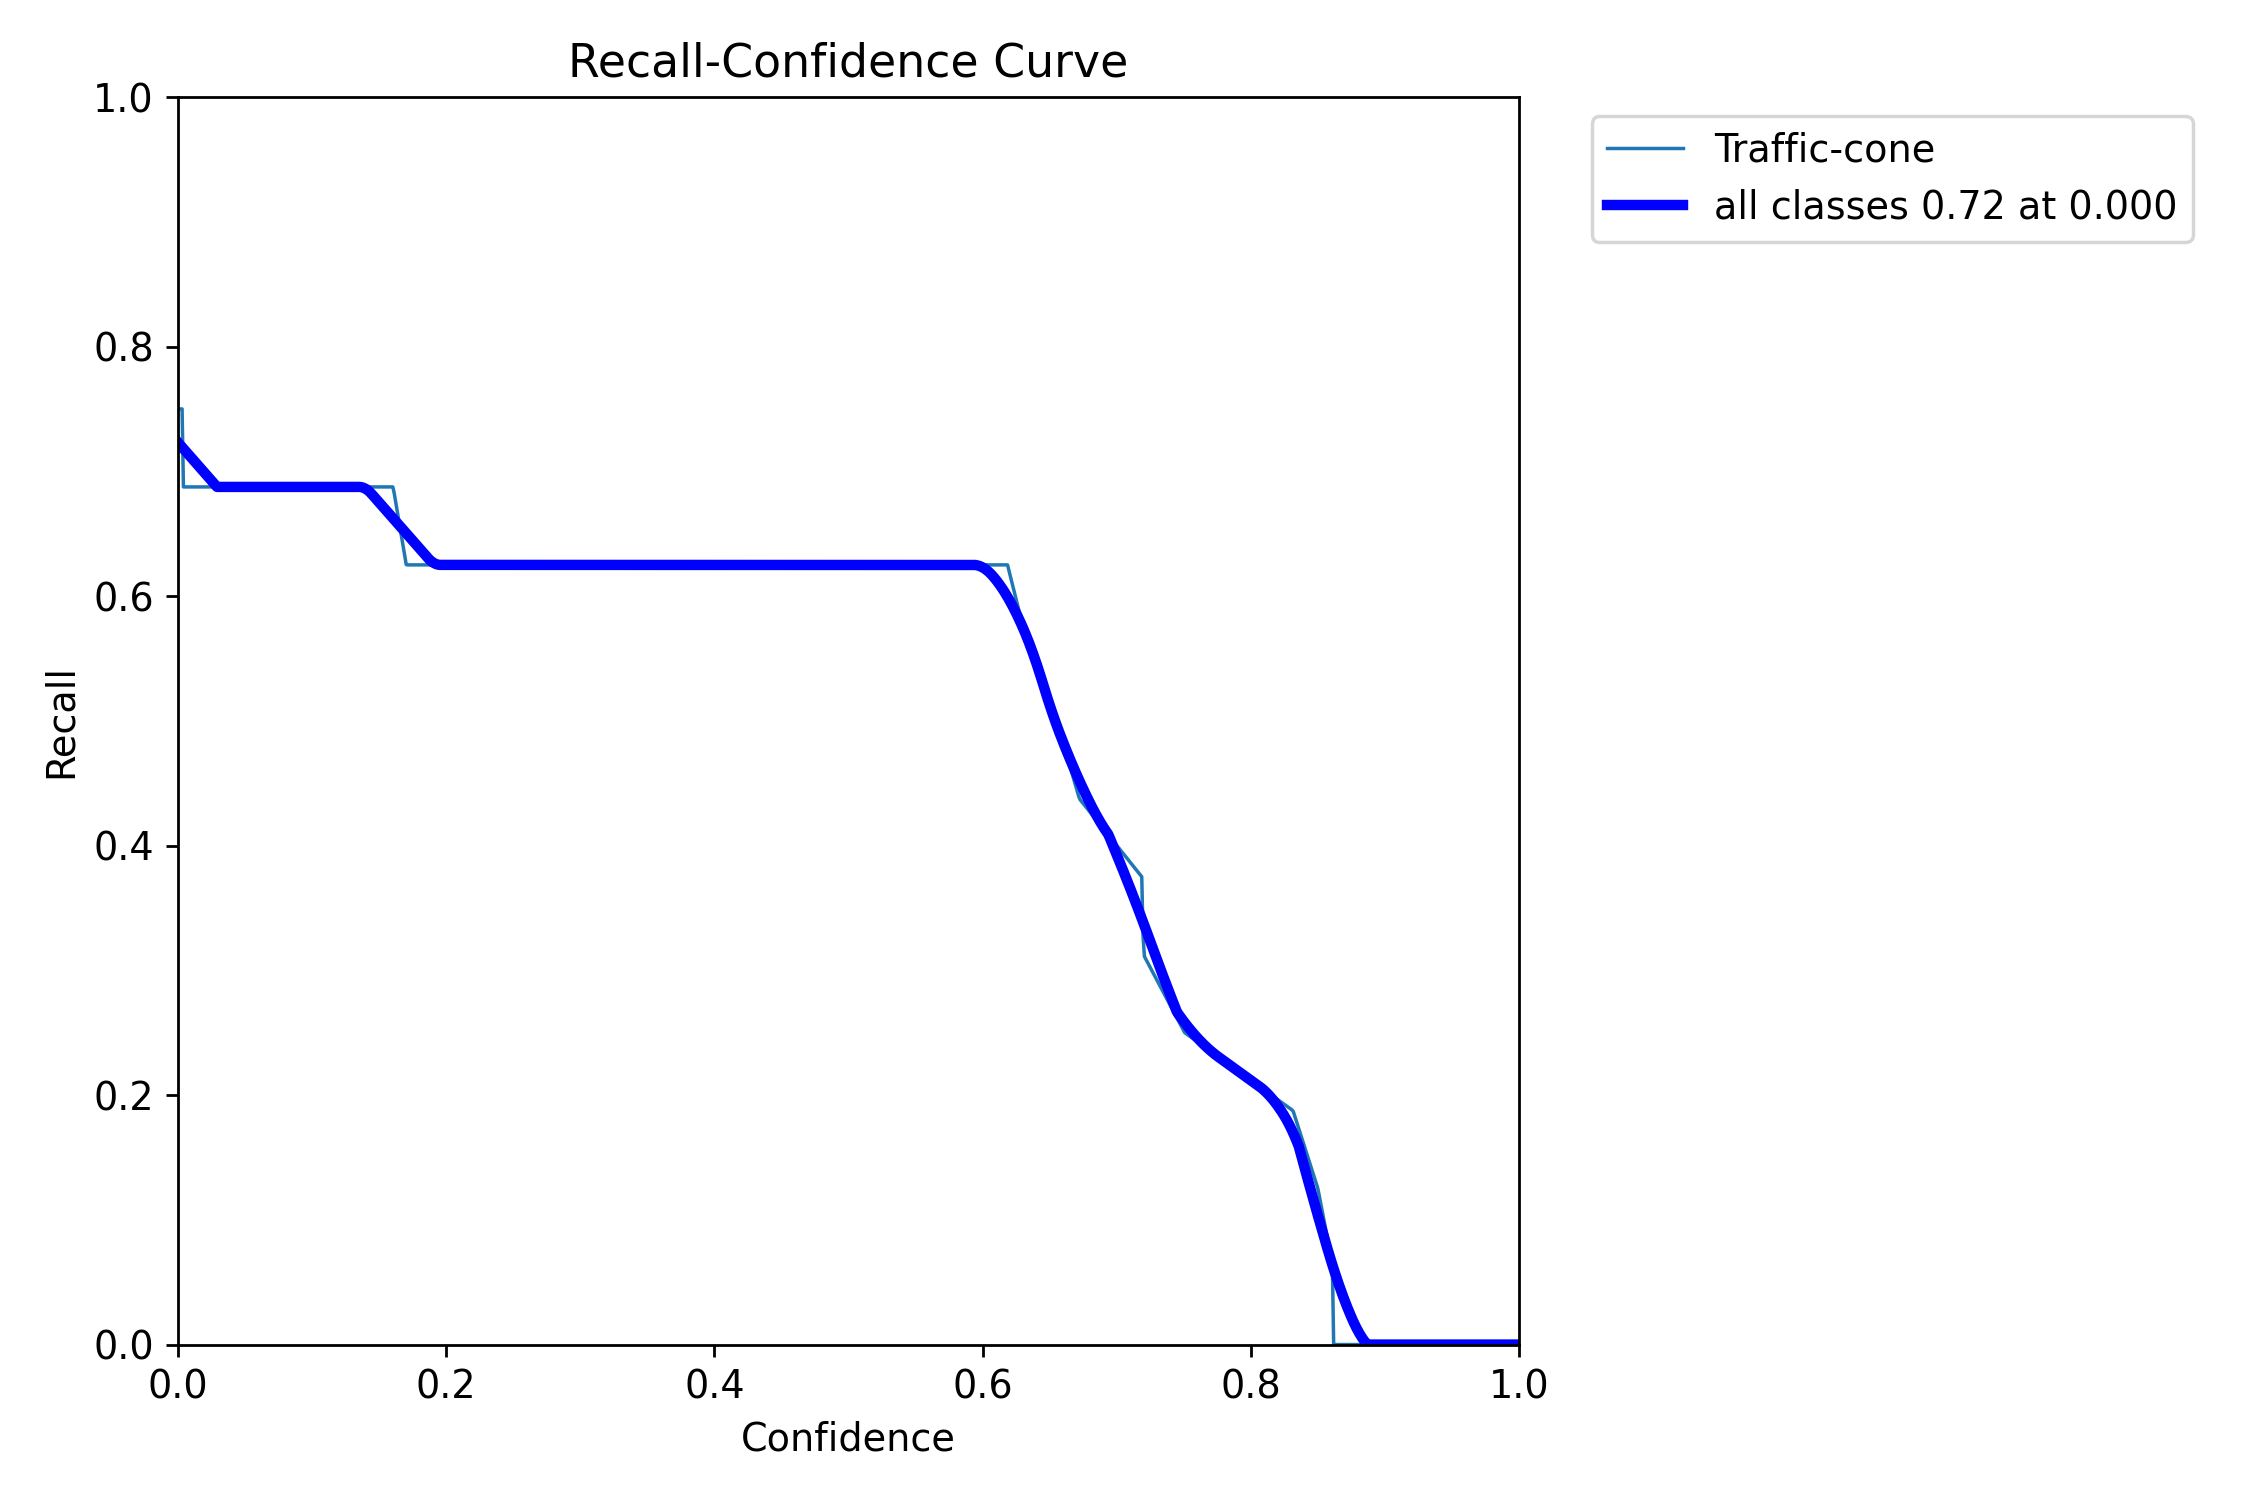 Recall-Confidence Curve
1.0
0.8
0.6
0.4
0.2
0.0
Recall
0.0 0.2 0.4 0.6 0.8 1.0
Confidence
Traffic-cone
all classes 0.72 at 0.000